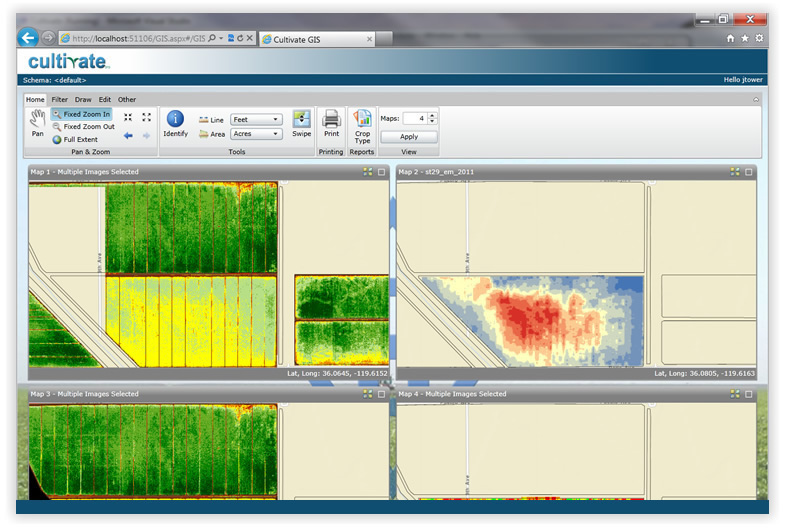 http://localhost:51106/GIS.aspx#/GIS
Cultivate GIS
cultivate
Schema: <default>
Hello jtower
Home Filter Draw Edit Other
Pan
Fixed Zoom In
Fixed Zoom Out
Full Extent
Pan & Zoom
Identify
Line Feet
Area Acres
Swipe
Tools
Print
Printing
Crop Type
Reports
Maps: 4
Apply
View
Map 1 - Multiple Images Selected
Lat, Long: 36.0645, -119.6152
Map 2 - st29_em_2011
Lat, Long: 36.0805, -119.6163
Map 3 - Multiple Images Selected
Map 4 - Multiple Images Selected